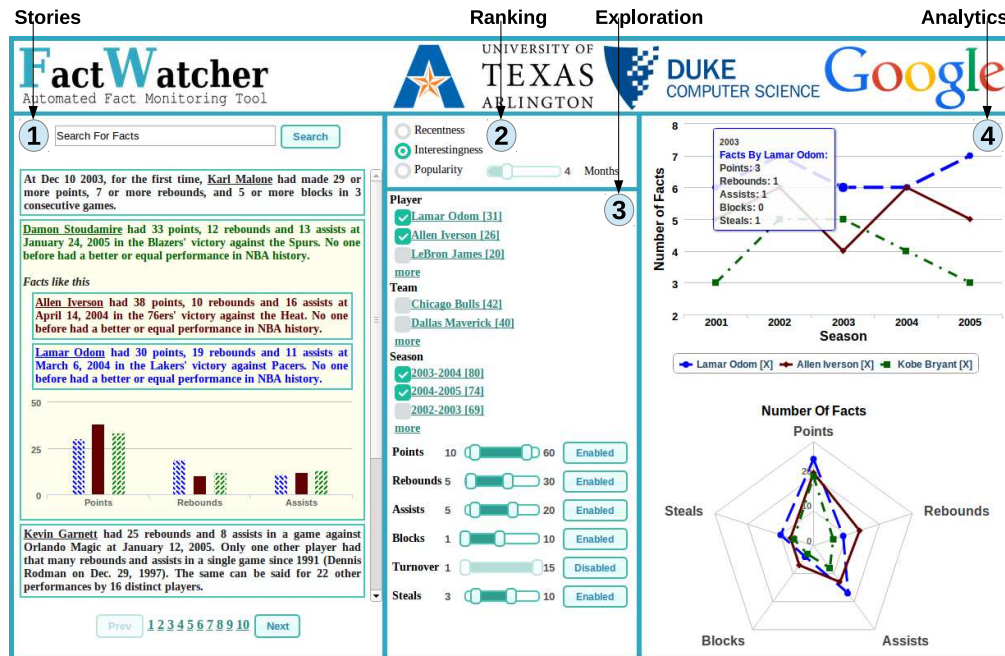 Stories
Ranking
Exploration
Analytics
FactWatcher
Automated Fact Monitoring Tool
UNIVERSITY OF
TEXAS
ARLINGTON
DUKE
COMPUTER SCIENCE
Google
1
Search For Facts
Search
At Dec 10 2003, for the first time, Karl Malone had made 29 or
more points, 7 or more rebounds, and 5 or more blocks in 3
consecutive games.
Damon Stoudamire had 33 points, 12 rebounds and 13 assists at
January 24, 2005 in the Blazers' victory against the Spurs. No one
before had a better or equal performance in NBA history.
Facts like this
Allen Iverson had 38 points, 10 rebounds and 16 assists at
April 14, 2004 in the 76ers' victory against the Heat. No one
before had a better or equal performance in NBA history.
Lamar Odom had 30 points, 19 rebounds and 11 assists at
March 6, 2004 in the Lakers' victory against Pacers. No one
before had a better or equal performance in NBA history.
50
25
0
Points
Rebounds
Assists
Kevin Garnett had 25 rebounds and 8 assists in a game against
Orlando Magic at January 12, 2005. Only one other player had
that many rebounds and assists in a single game since 1991 (Dennis
Rodman on Dec. 29, 1997). The same can be said for 22 other
performances by 16 distinct players.
Prev 1 2 3 4 5 6 7 8 9 10 Next
2
Recentness
Interestingness
Popularity
4 Months
3
Player
Lamar Odom [31]
Allen Iverson [26]
LeBron James [20]
more
Team
Chicago Bulls [42]
Dallas Maverick [40]
more
Season
2003-2004 [80]
2004-2005 [74]
2002-2003 [69]
more
Points 10 60 Enabled
Rebounds 5 30 Enabled
Assists 5 20 Enabled
Blocks 1 10 Enabled
Turnover 1 15 Disabled
Steals 3 10 Enabled
4
8
7
6
5
4
3
2
Number of Facts
2003
Facts By Lamar Odom:
Points: 3
Rebounds: 1
Assists: 1
Blocks: 0
Steals: 1
2001 2002 2003 2004 2005
Season
Lamar Odom [X] Allen Iverson [X] Kobe Bryant [X]
Number Of Facts
Points
Steals
Rebounds
20
10
0
Blocks
Assists